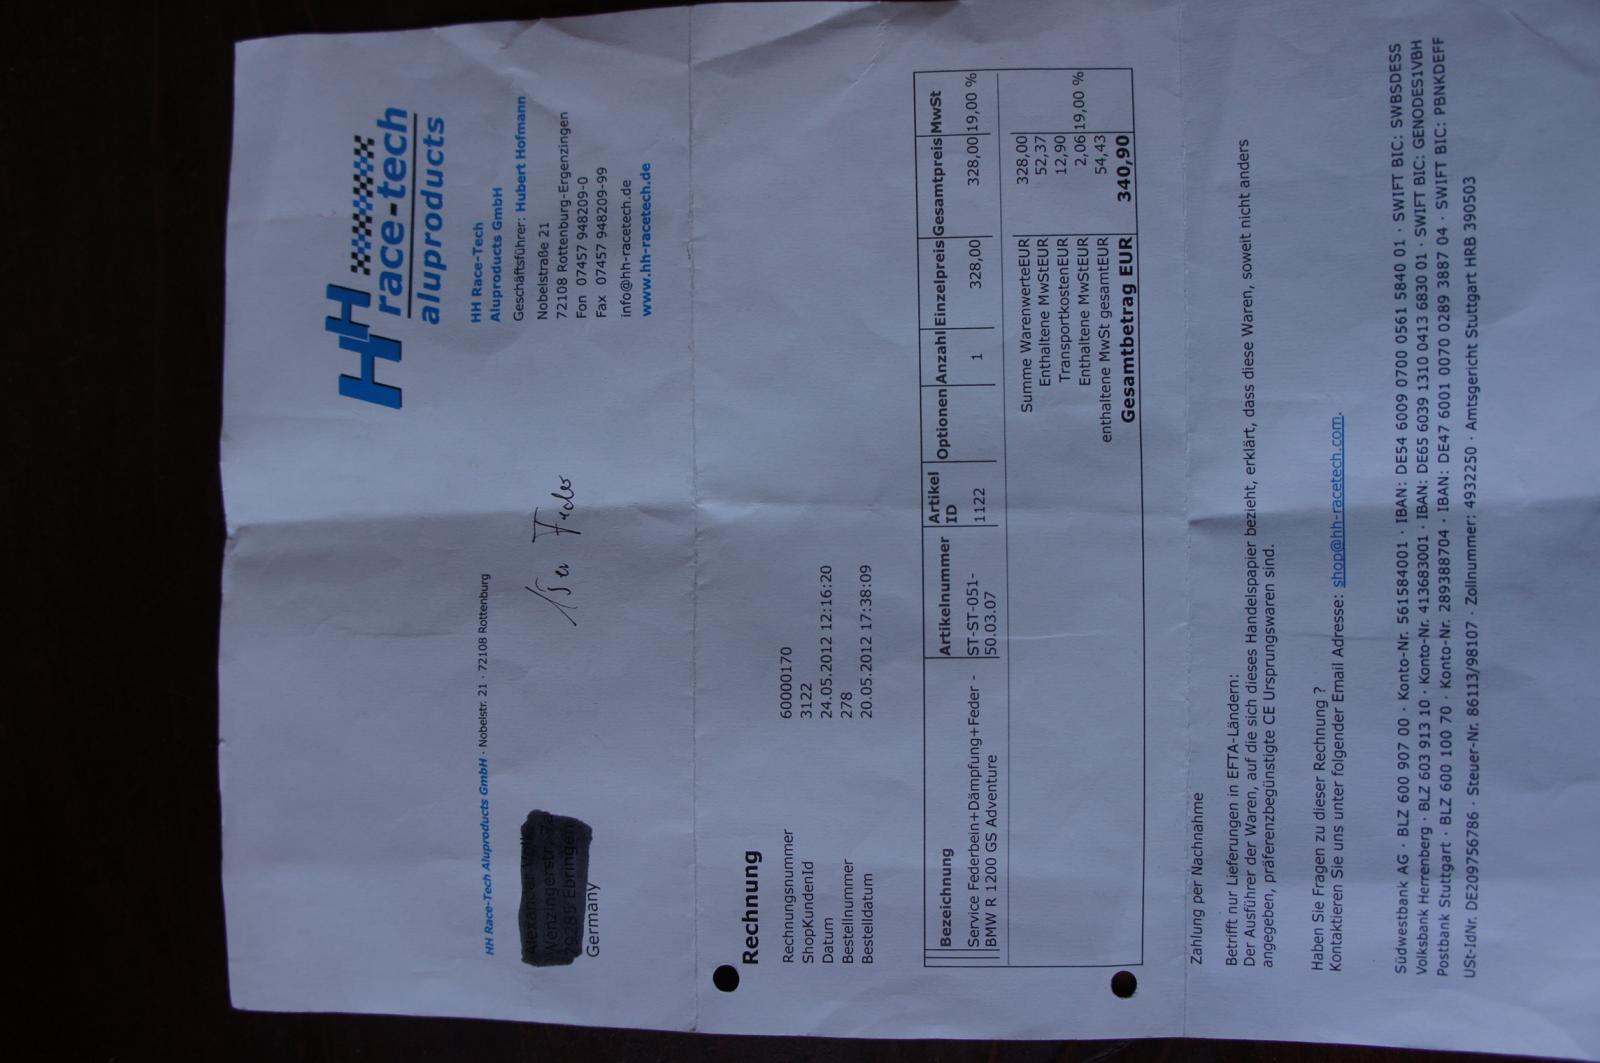 HH
race-tech
aluproducts
HH Race-Tech
Aluproducts GmbH
Geschäftsführer: Hubert Hofmann
Nobelstraße 21
72108 Rottenburg-Ergenzingen
Fon 07457 948209-0
Fax 07457 948209-99
info@hh-racetech.de
www.hh-racetech.de
HH Race-Tech Aluproducts GmbH · Nobelstr. 21 · 72108 Rottenburg
Germany
Rechnung
Rechnungsnummer 60000170
ShopKundenId 3122
Datum 24.05.2012 12:16:20
Bestellnummer 278
Bestelldatum 20.05.2012 17:38:09
Bezeichnung Artikelnummer Artikel ID Optionen Anzahl Einzelpreis Gesamtpreis MwSt
Service Federbein+Dämpfung+Feder - ST-ST-051- 1122 1 328,00 328,00 19,00 %
BMW R 1200 GS Adventure 50.03.07
Summe Warenwerte EUR 328,00
Enthaltene MwSt EUR 52,37
Transportkosten EUR 12,90
Enthaltene MwSt EUR 2,06 19,00 %
enthaltene MwSt gesamt EUR 54,43
Gesamtbetrag EUR 340,90
Zahlung per Nachnahme
Betrifft nur Lieferungen in EFTA-Ländern:
Der Ausführer der Waren, auf die sich dieses Handelspapier bezieht, erklärt, dass diese Waren, soweit nicht anders
angegeben, präferenzbegünstigte CE Ursprungswaren sind.
Haben Sie Fragen zu dieser Rechnung ?
Kontaktieren Sie uns unter folgender Email Adresse: shop@hh-racetech.com.
Südwestbank AG · BLZ 600 907 00 · Konto-Nr. 561584001 · IBAN: DE54 6009 0700 0561 5840 01 · SWIFT BIC: SWBSDESS
Volksbank Herrenberg · BLZ 603 913 10 · Konto-Nr. 413683001 · IBAN: DE65 6039 1310 0413 6830 01 · SWIFT BIC: GENODES1VBH
Postbank Stuttgart · BLZ 600 100 70 · Konto-Nr. 289388704 · IBAN: DE47 6001 0070 0289 3887 04 · SWIFT BIC: PBNKDEFF
USt-IdNr. DE209756786 · Steuer-Nr. 86113/98107 · Zollnummer: 4932250 · Amtsgericht Stuttgart HRB 390503